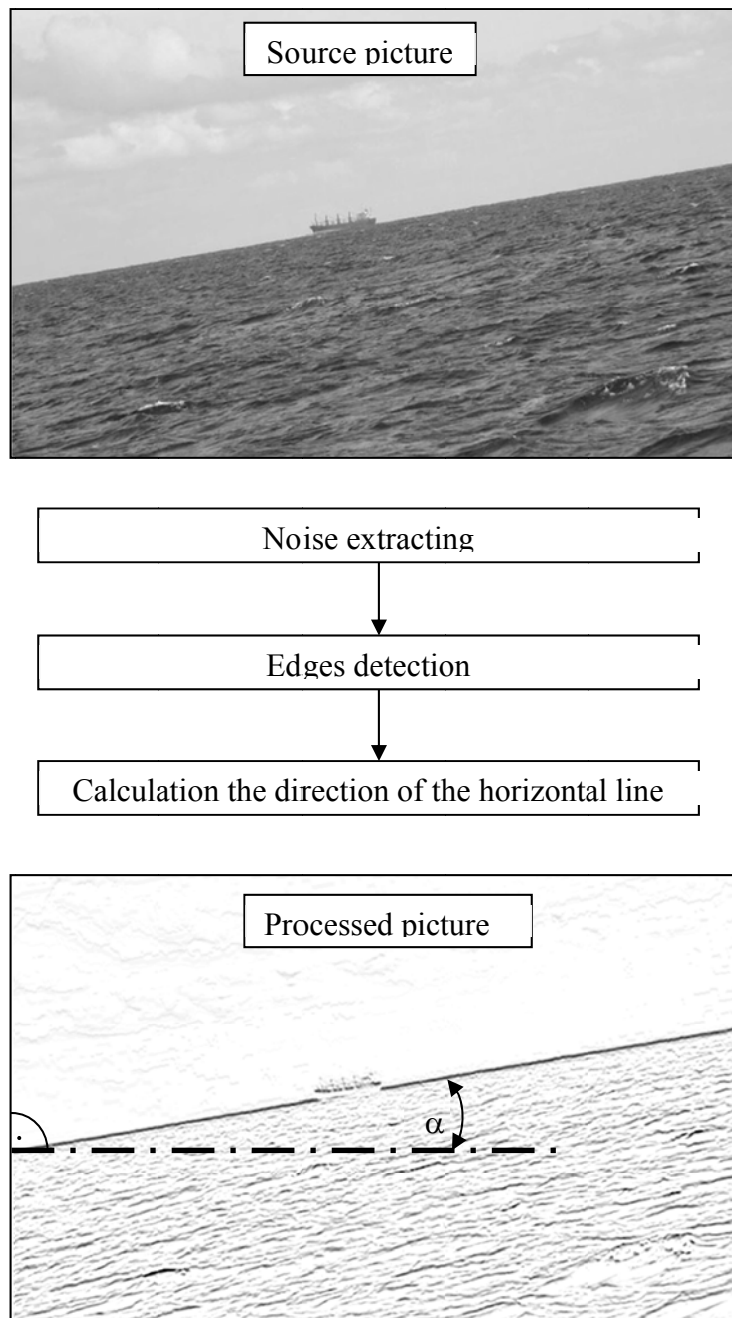 Source picture
Noise extracting
Edges detection
Calculation the direction of the horizontal line
Processed picture
α